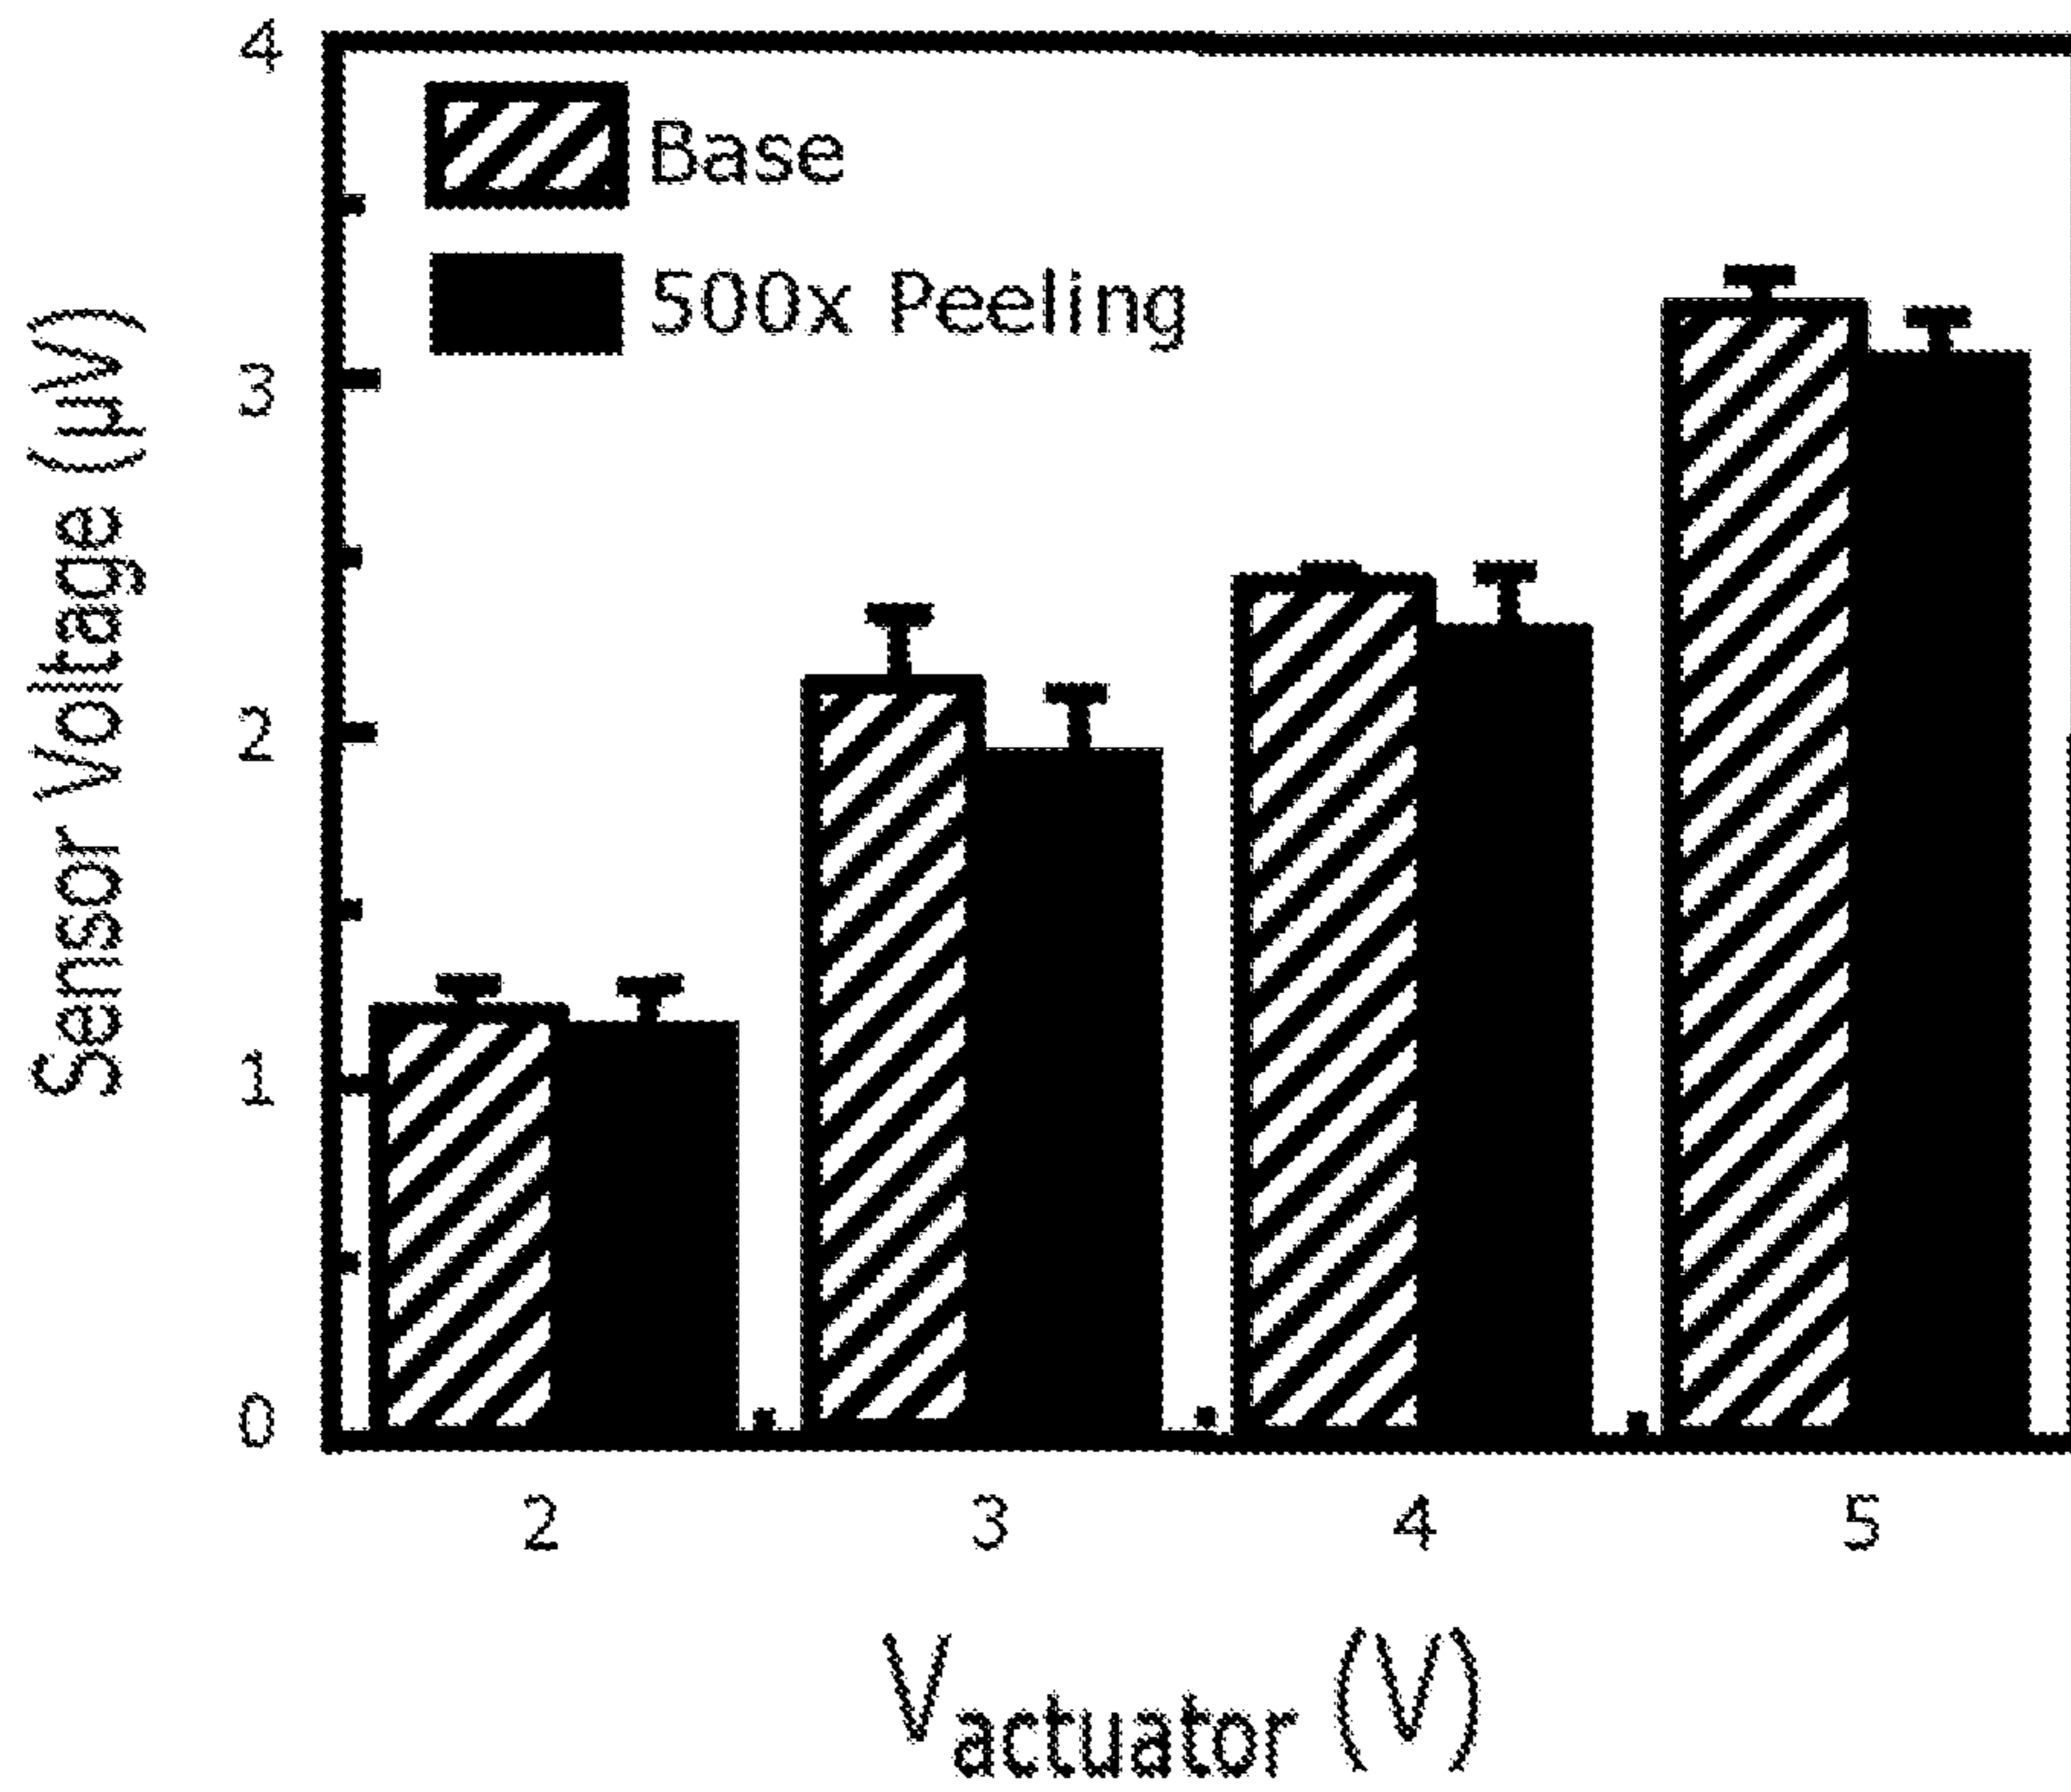 4
3
2
1
0
Sensor Voltage (μV)
Base
500x Peeling
2 3 4 5
Vactuator (V)